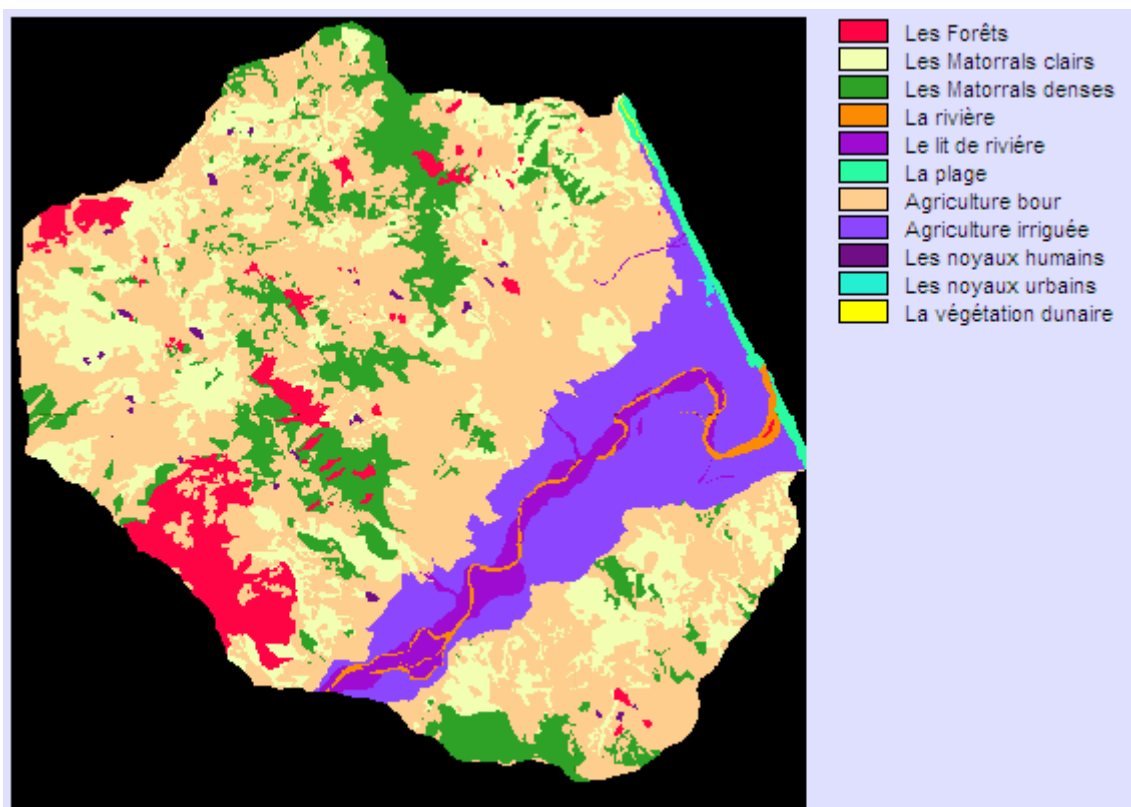 Les Forêts
Les Matorrals clairs
Les Matorrals denses
La rivière
Le lit de riviére
La plage
Agriculture bour
Agriculture irriguée
Les noyaux humains
Les noyaux urbains
La végétation dunaire